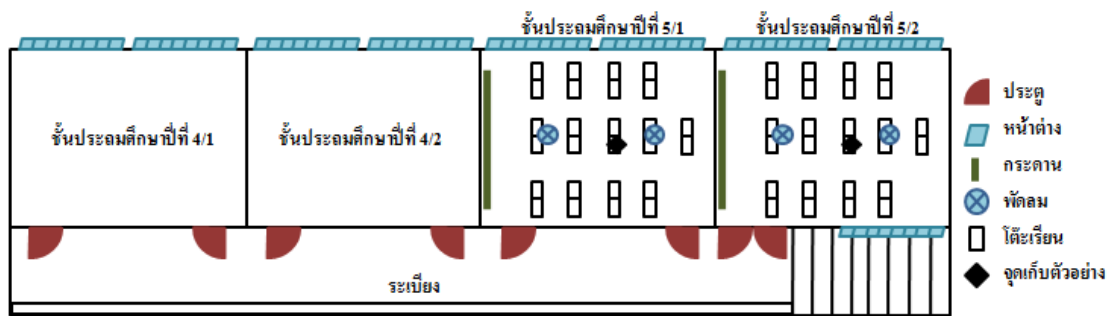 ชั้นประถมศึกษาปีที่ 5/1
ชั้นประถมศึกษาปีที่ 5/2
ชั้นประถมศึกษาปีที่ 4/1
ชั้นประถมศึกษาปีที่ 4/2
ระเบียง
ประตู
หน้าต่าง
กระดาน
พัดลม
โต๊ะเรียน
จุดเก็บตัวอย่าง